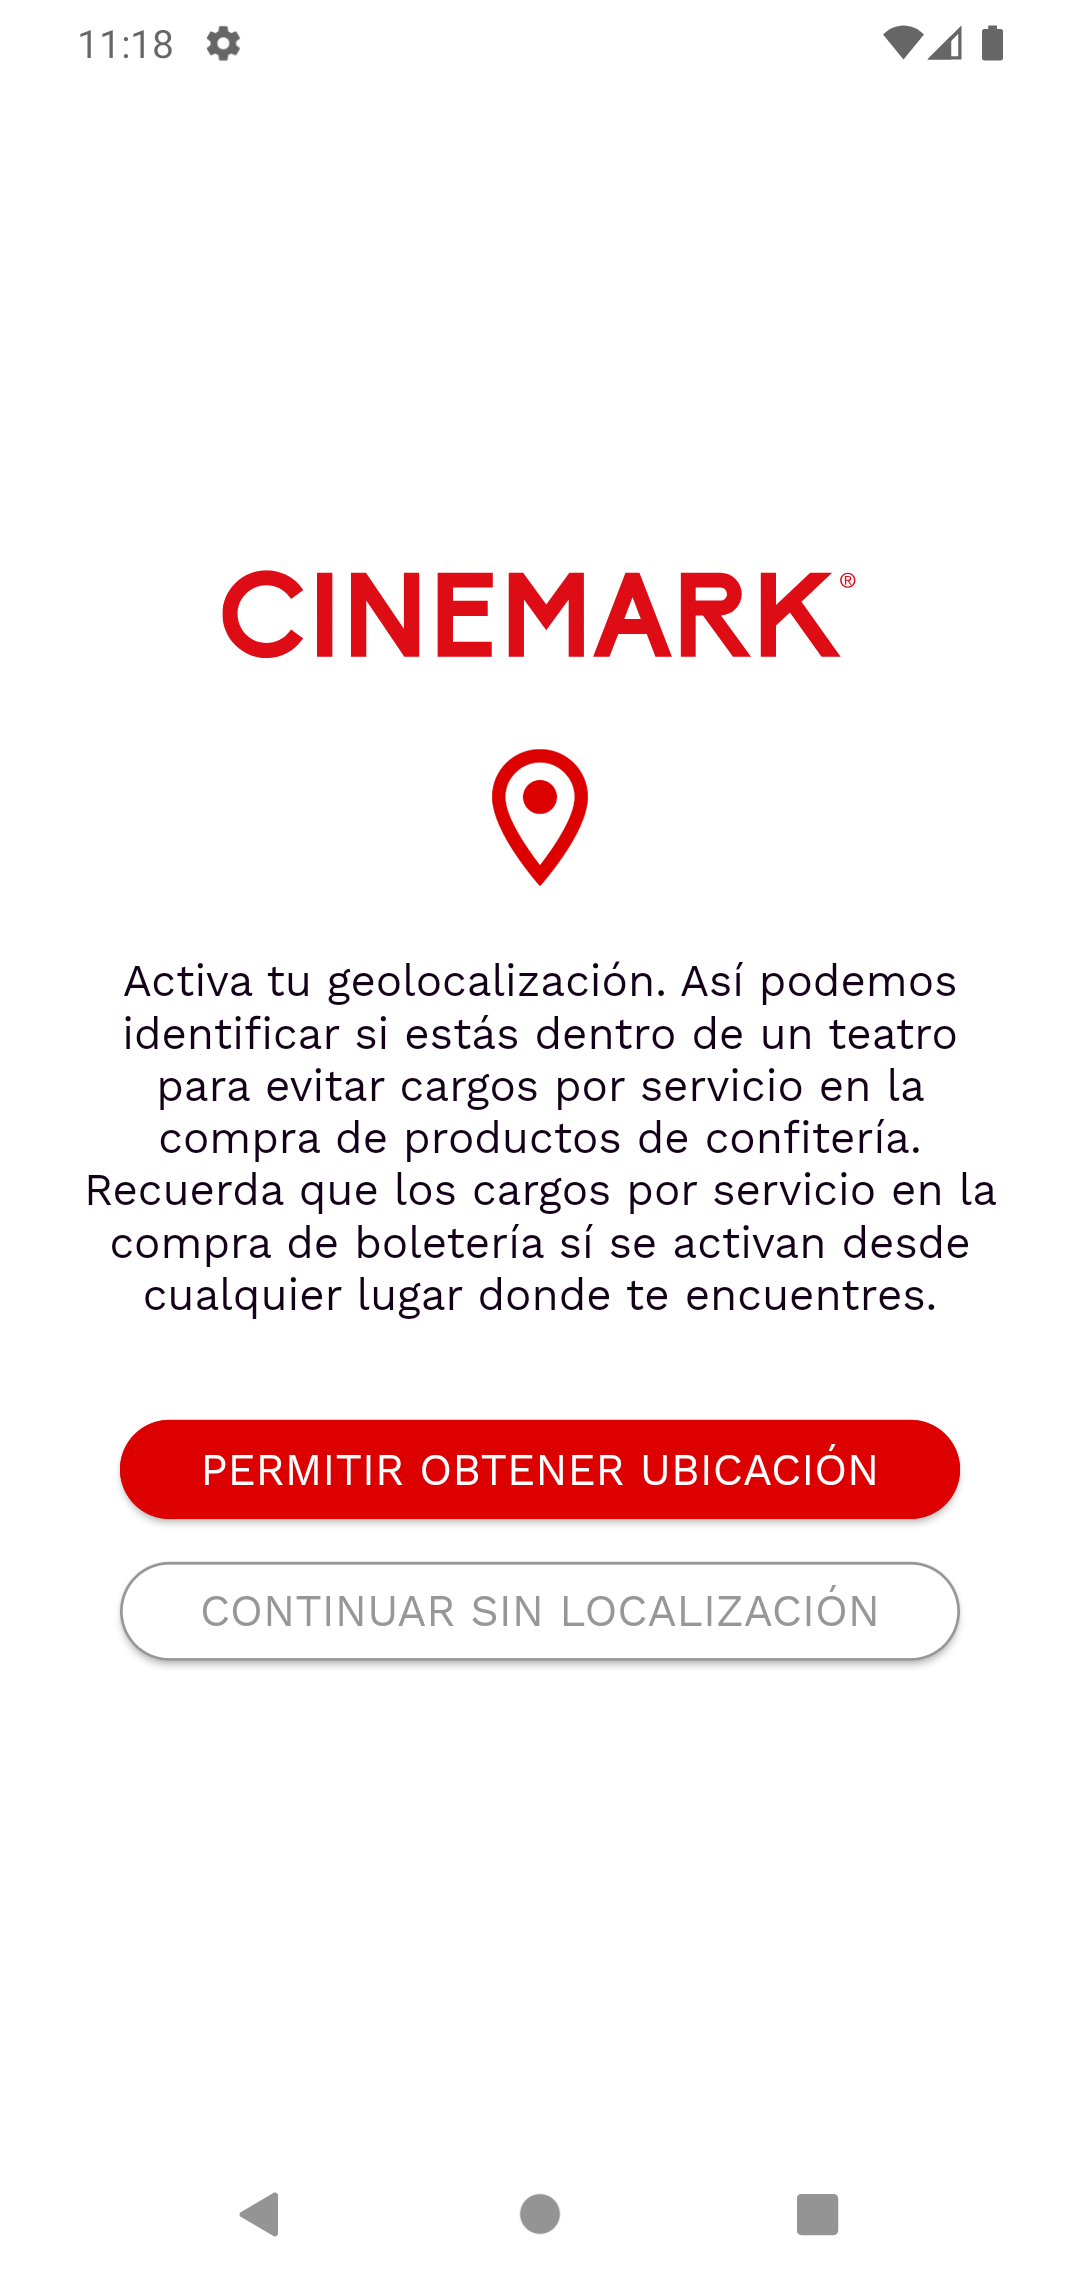 11:18
CINEMARK®
Activa tu geolocalización. Así podemos
identificar si estás dentro de un teatro
para evitar cargos por servicio en la
compra de productos de confitería.
Recuerda que los cargos por servicio en la
compra de boletería sí se activan desde
cualquier lugar donde te encuentres.
PERMITIR OBTENER UBICACIÓN
CONTINUAR SIN LOCALIZACIÓN